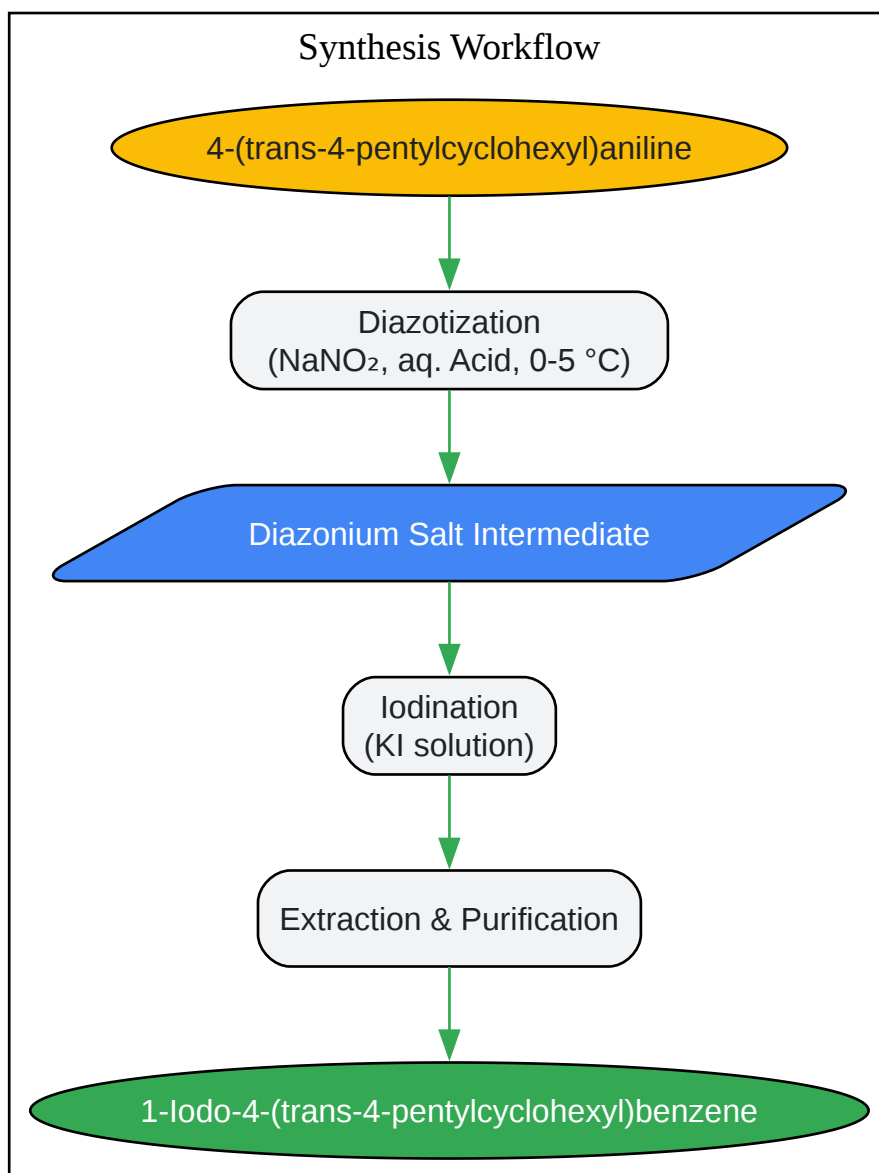 Synthesis Workflow
4-(trans-4-pentylcyclohexyl)aniline
Diazotization
(NaNO₂, aq. Acid, 0-5 °C)
Diazonium Salt Intermediate
Iodination
(KI solution)
Extraction & Purification
1-Iodo-4-(trans-4-pentylcyclohexyl)benzene